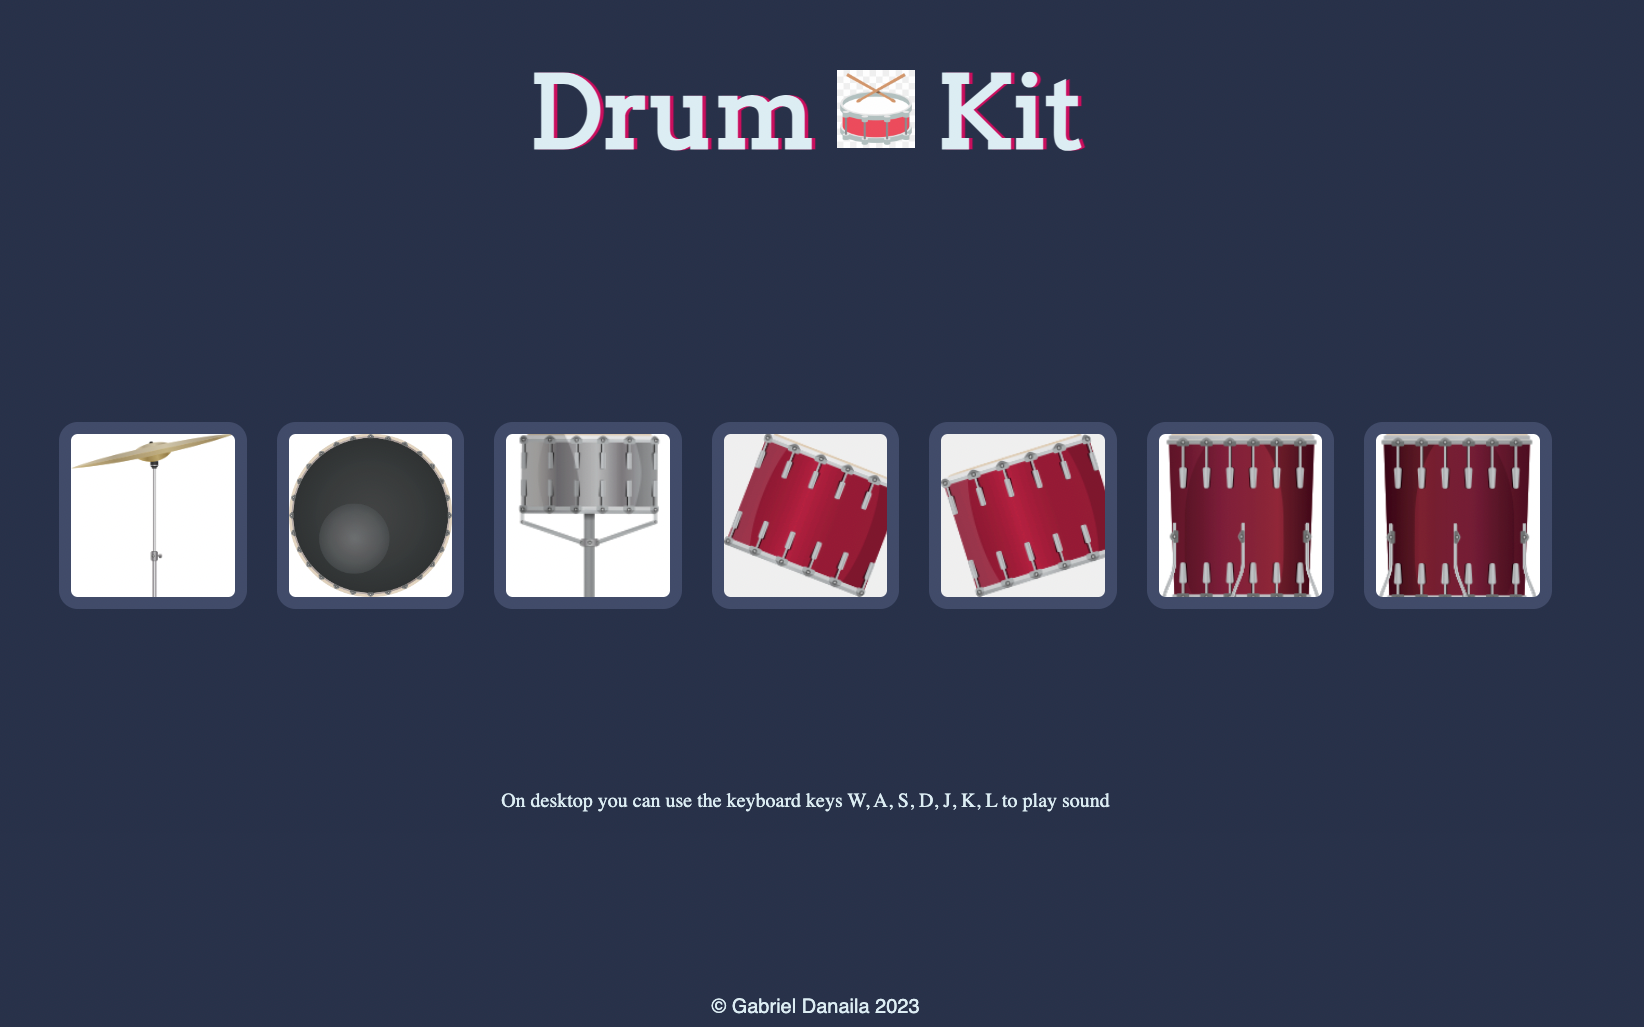 Drum Kit
On desktop you can use the keyboard keys W, A, S, D, J, K, L to play sound
© Gabriel Danaila 2023